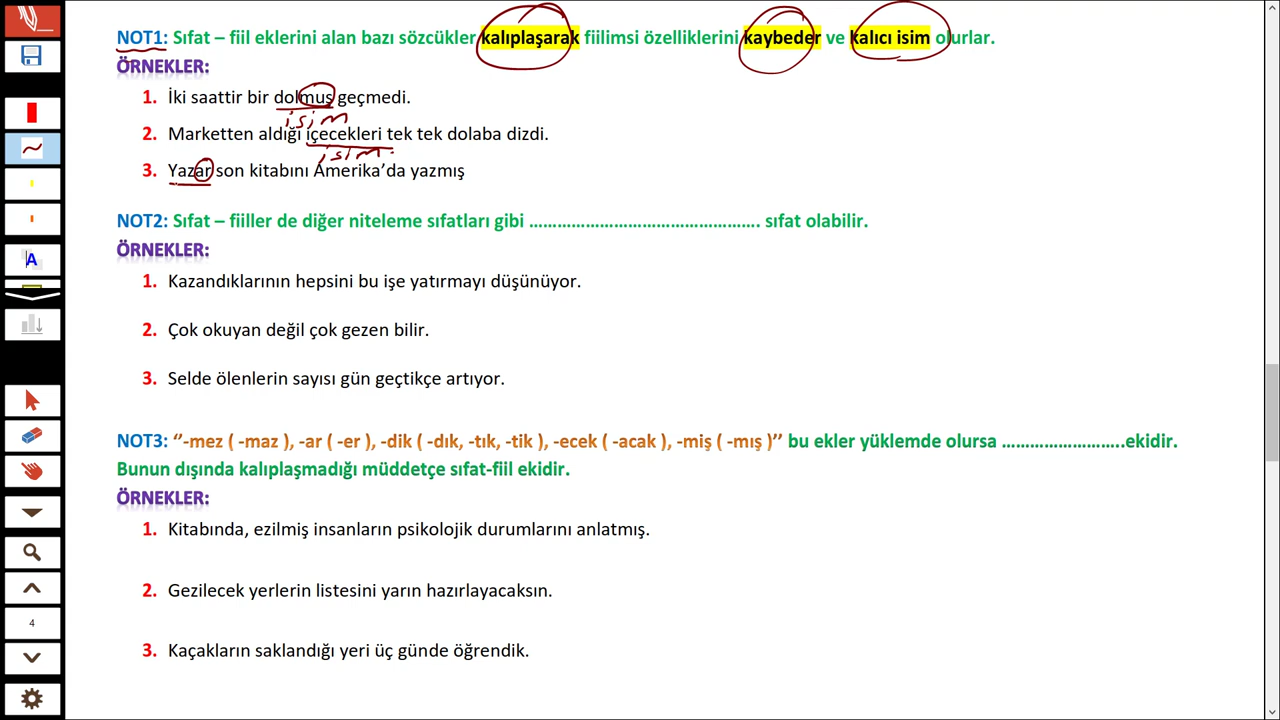 NOT1: Sıfat – fiil eklerini alan bazı sözcükler kalıplaşarak fiilimsi özelliklerini kaybeder ve kalıcı isim olurlar.
ÖRNEKLER:
1. İki saattir bir dolmuş geçmedi.
isim
2. Marketten aldığı içecekleri tek tek dolaba dizdi.
isim
3. Yazar son kitabını Amerika’da yazmış
NOT2: Sıfat – fiiller de diğer niteleme sıfatları gibi ………………………………………….. sıfat olabilir.
ÖRNEKLER:
1. Kazandıklarının hepsini bu işe yatırmayı düşünüyor.
2. Çok okuyan değil çok gezen bilir.
3. Selde ölenlerin sayısı gün geçtikçe artıyor.
NOT3: ‘’-mez ( -maz ), -ar ( -er ), -dik ( -dık, -tık, -tik ), -ecek ( -acak ), -miş ( -mış )’’ bu ekler yüklemde olursa ……………………..ekidir.
Bunun dışında kalıplaşmadığı müddetçe sıfat-fiil ekidir.
ÖRNEKLER:
1. Kitabında, ezilmiş insanların psikolojik durumlarını anlatmış.
2. Gezilecek yerlerin listesini yarın hazırlayacaksın.
3. Kaçakların saklandığı yeri üç günde öğrendik.
A
4